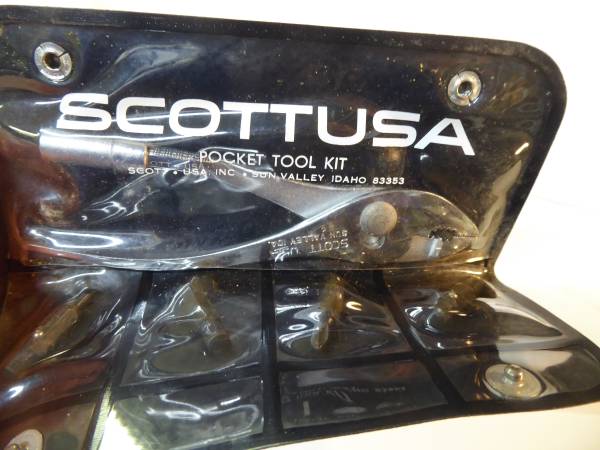 SCOTTUSA
POCKET TOOL KIT
SCOTT • USA, INC • SUN VALLEY, IDAHO 83353
SCOTT USA
SUN VALLEY IDA.